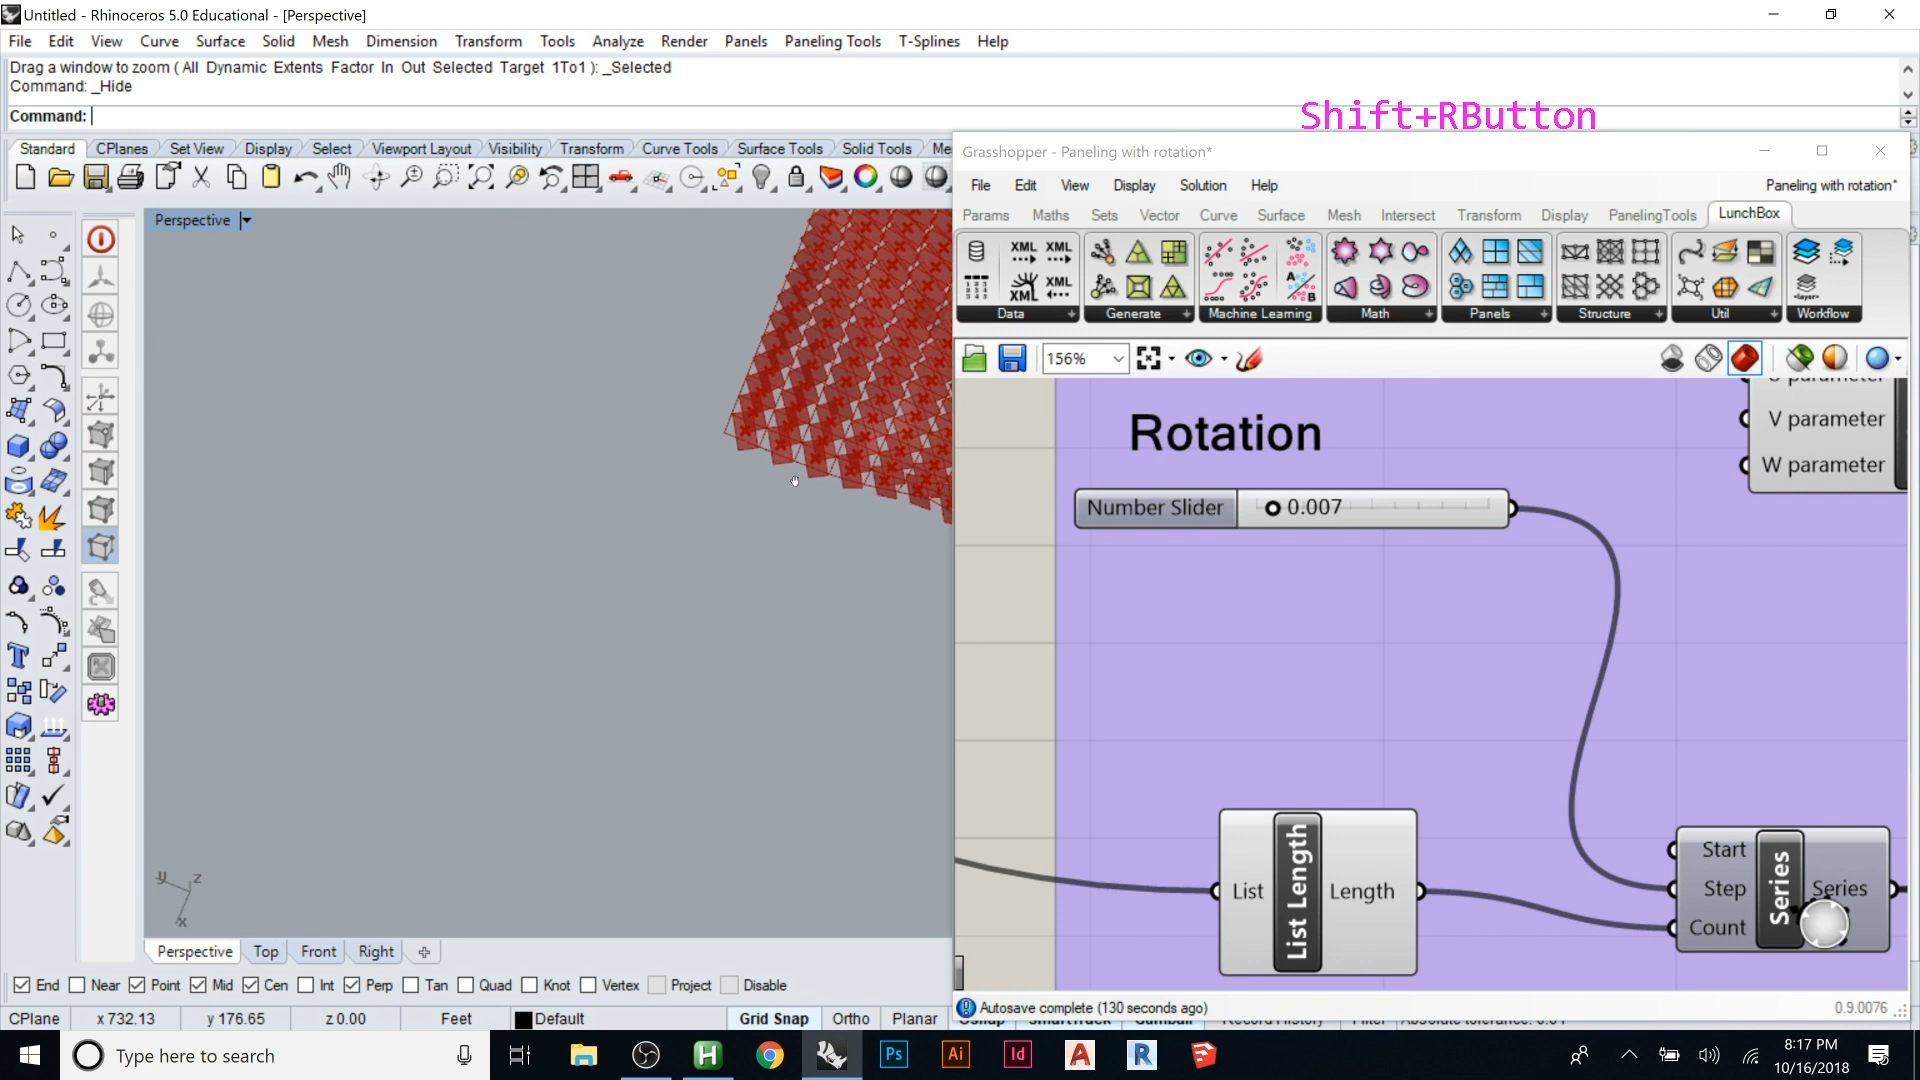 Untitled - Rhinoceros 5.0 Educational - [Perspective]
File Edit View Curve Surface Solid Mesh Dimension Transform Tools Analyze Render Panels Paneling Tools T-Splines Help
Drag a window to zoom ( All Dynamic Extents Factor In Out Selected Target 1To1 ): _Selected
Command: _Hide
Command:
Shift+RButton
Standard CPlanes Set View Display Select Viewport Layout Visibility Transform Curve Tools Surface Tools Solid Tools Me
Grasshopper - Paneling with rotation*
File Edit View Display Solution Help Paneling with rotation*
Params Maths Sets Vector Curve Surface Mesh Intersect Transform Display PanelingTools LunchBox
Data Generate Machine Learning Math Panels Structure Util Workflow
156%
Perspective
V parameter
W parameter
Rotation
Number Slider 0.007
List List Length Length
Start
Step
Count
Series Series
y z
x
Perspective Top Front Right
End Near Point Mid Cen Int Perp Tan Quad Knot Vertex Project Disable
Autosave complete (130 seconds ago) 0.9.0076
CPlane x 732.13 y 176.65 z 0.00 Feet Default Grid Snap Ortho Planar
Type here to search
Ps Ai Id A R
8:17 PM
10/16/2018